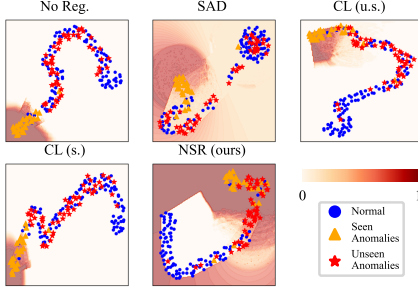 No Reg.
SAD
CL (u.s.)
CL (s.)
NSR (ours)
0
1
Normal
Seen
Anomalies
Unseen
Anomalies